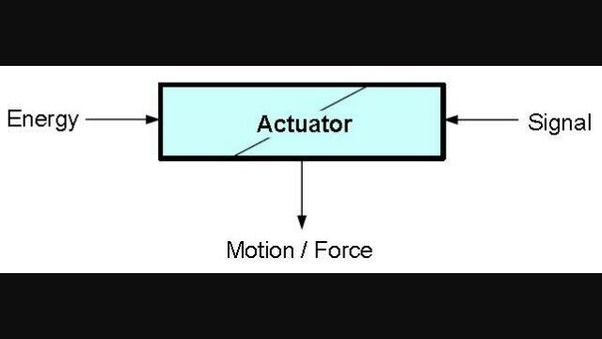 Energy
Actuator
Signal
Motion / Force